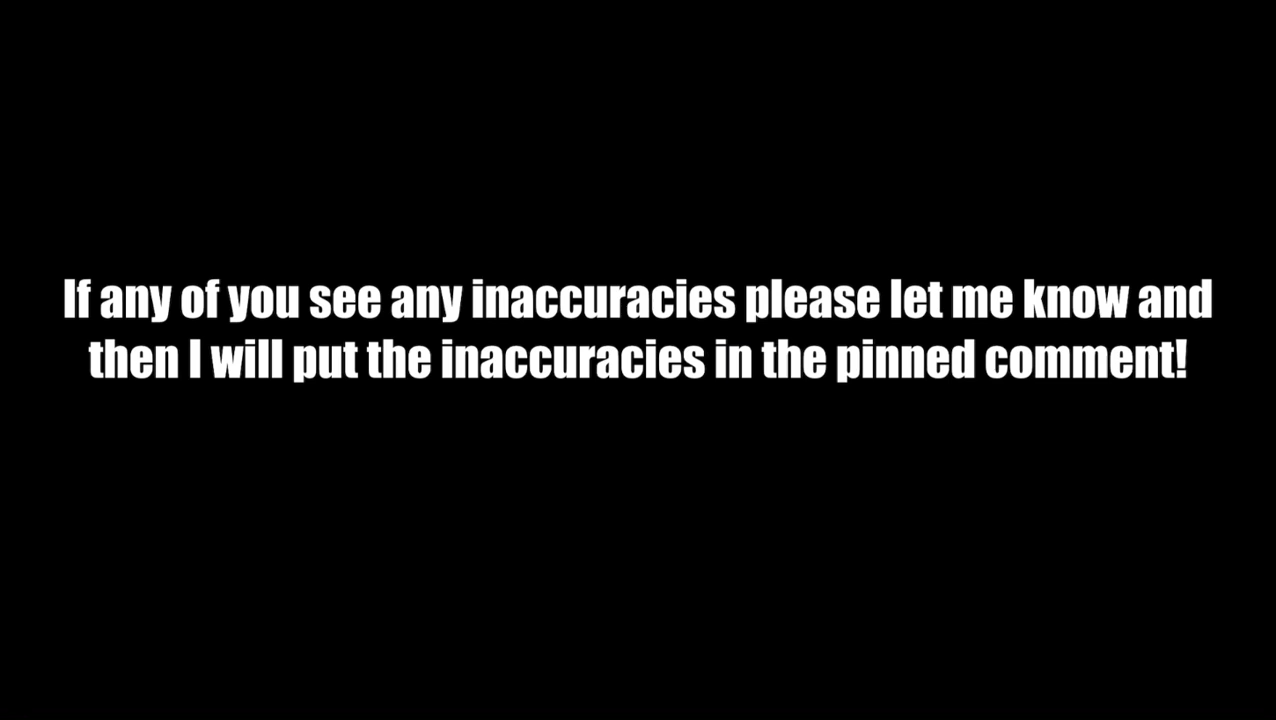 If any of you see any inaccuracies please let me know and
then I will put the inaccuracies in the pinned comment!